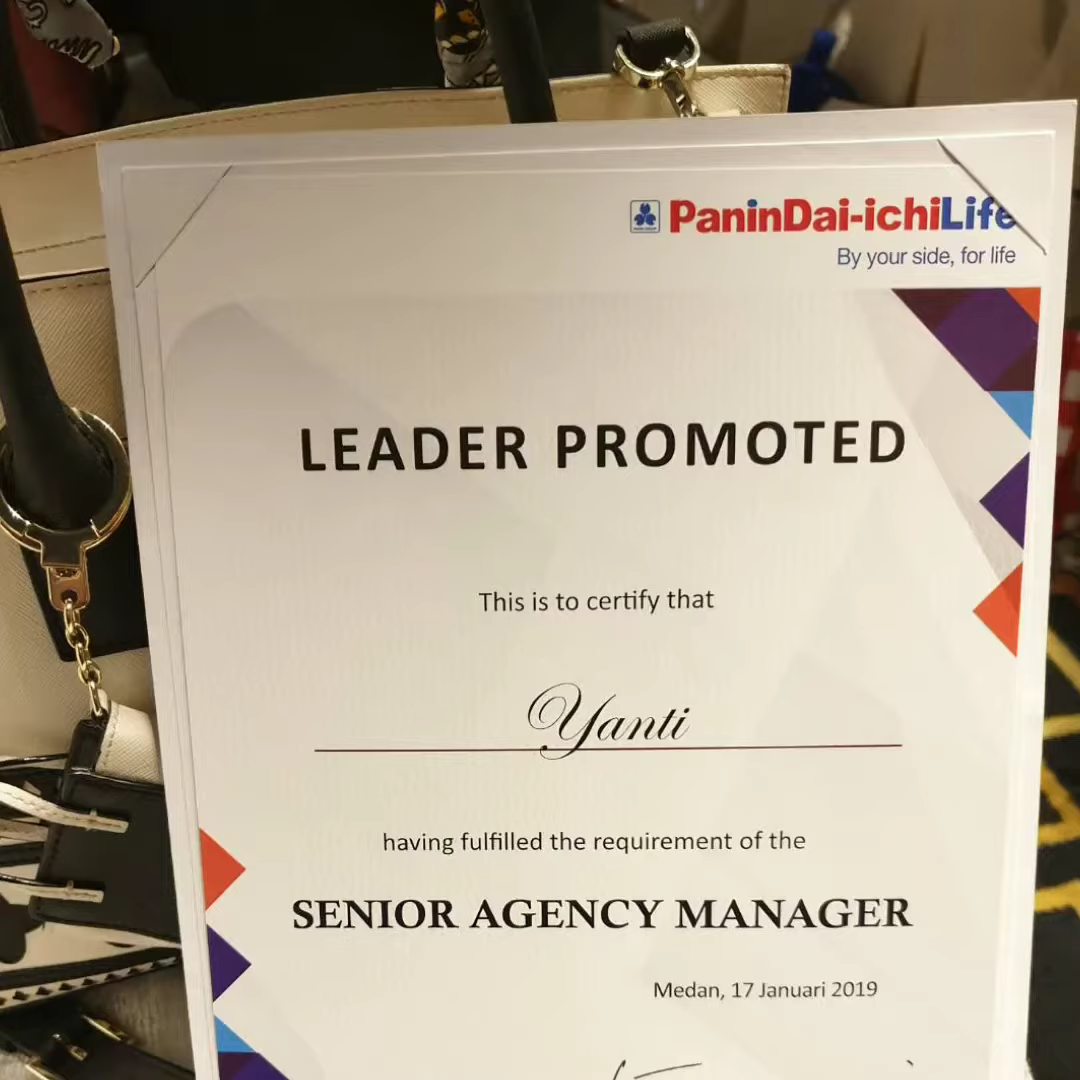 PaninDai-ichiLife
By your side, for life
LEADER PROMOTED
This is to certify that
Yanti
having fulfilled the requirement of the
SENIOR AGENCY MANAGER
Medan, 17 Januari 2019